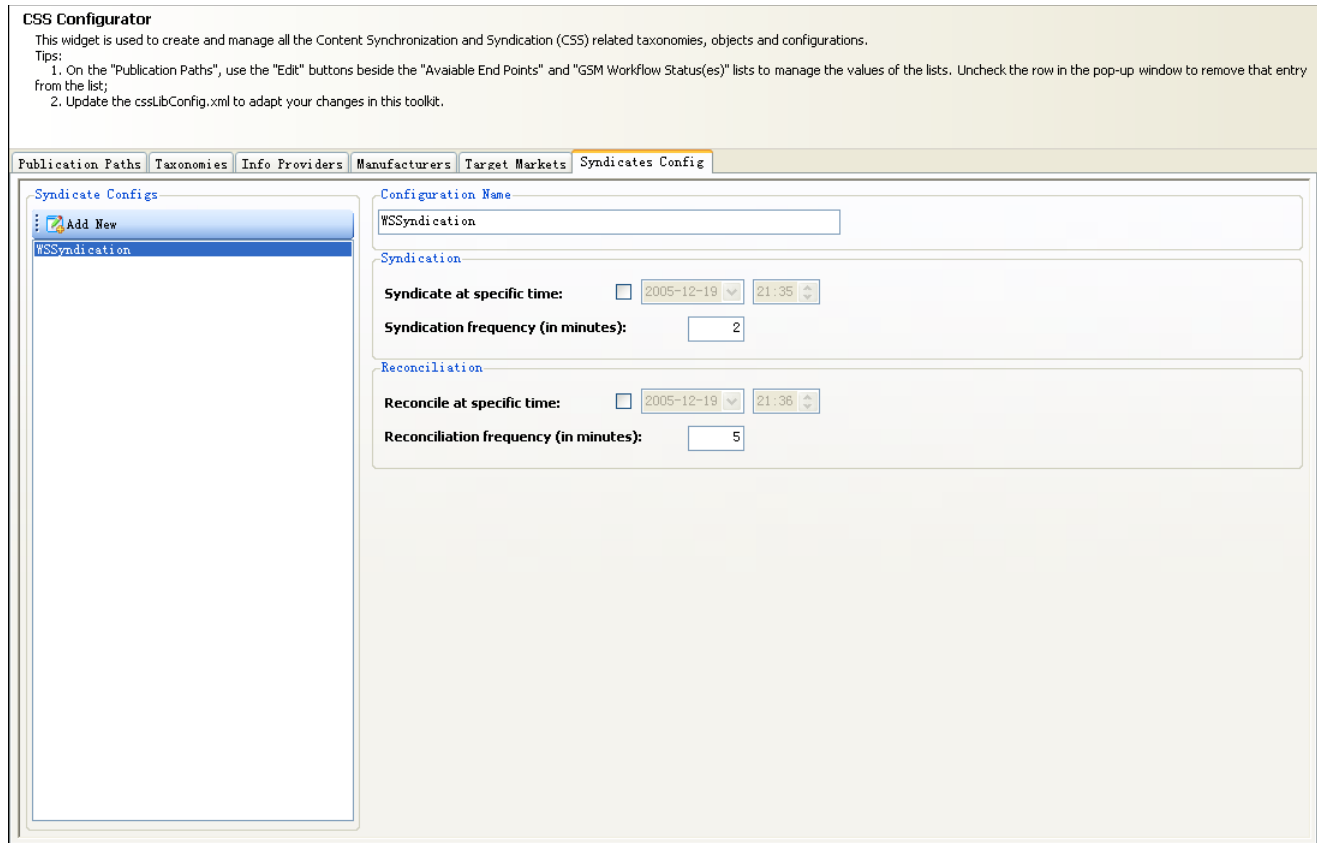 CSS Configurator
This widget is used to create and manage all the Content Synchronization and Syndication (CSS) related taxonomies, objects and configurations.
Tips:
1. On the "Publication Paths", use the "Edit" buttons beside the "Avaiable End Points" and "GSM Workflow Status(es)" lists to manage the values of the lists. Uncheck the row in the pop-up window to remove that entry
from the list;
2. Update the cssLibConfig.xml to adapt your changes in this toolkit.
Publication Paths Taxonomies Info Providers Manufacturers Target Markets Syndicates Config
Syndicate Configs
Add New
WSSyndication
Configuration Name
WSSyndication
Syndication
Syndicate at specific time: 2005-12-19 21:35
Syndication frequency (in minutes): 2
Reconciliation
Reconcile at specific time: 2005-12-19 21:36
Reconciliation frequency (in minutes): 5